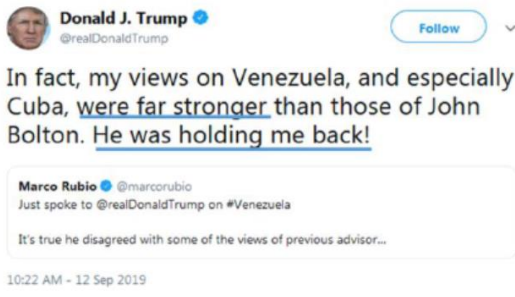 Donald J. Trump
@realDonaldTrump
Follow
In fact, my views on Venezuela, and especially
Cuba, were far stronger than those of John
Bolton. He was holding me back!
Marco Rubio @marcorubio
Just spoke to @realDonaldTrump on #Venezuela
It's true he disagreed with some of the views of previous advisor...
10:22 AM - 12 Sep 2019